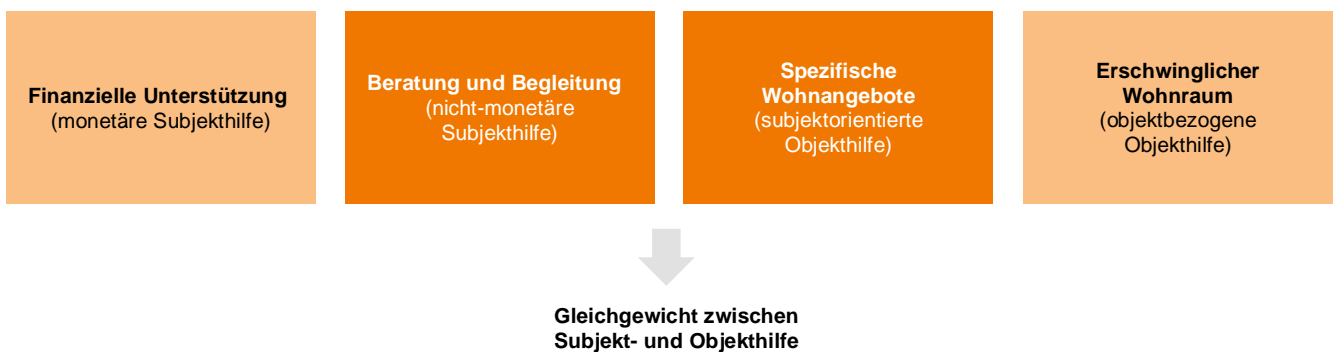 Finanzielle Unterstützung
(monetäre Subjekthilfe)
Beratung und Begleitung
(nicht-monetäre
Subjekthilfe)
Spezifische
Wohnangebote
(subjektorientierte
Objekthilfe)
Erschwinglicher
Wohnraum
(objektbezogene
Objekthilfe)
Gleichgewicht zwischen
Subjekt- und Objekthilfe